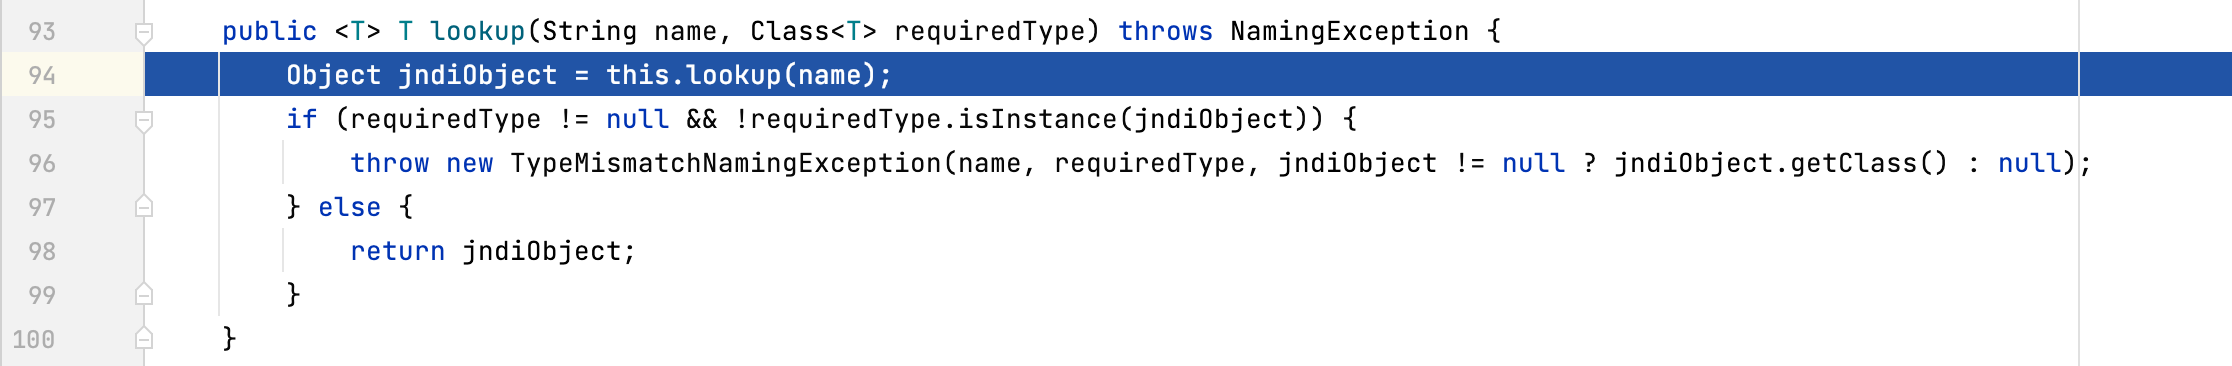 93 public <T> T lookup(String name, Class<T> requiredType) throws NamingException {
94 Object jndiObject = this.lookup(name);
95 if (requiredType != null && !requiredType.isInstance(jndiObject)) {
96 throw new TypeMismatchNamingException(name, requiredType, jndiObject != null ? jndiObject.getClass() : null);
97 } else {
98 return jndiObject;
99 }
100 }